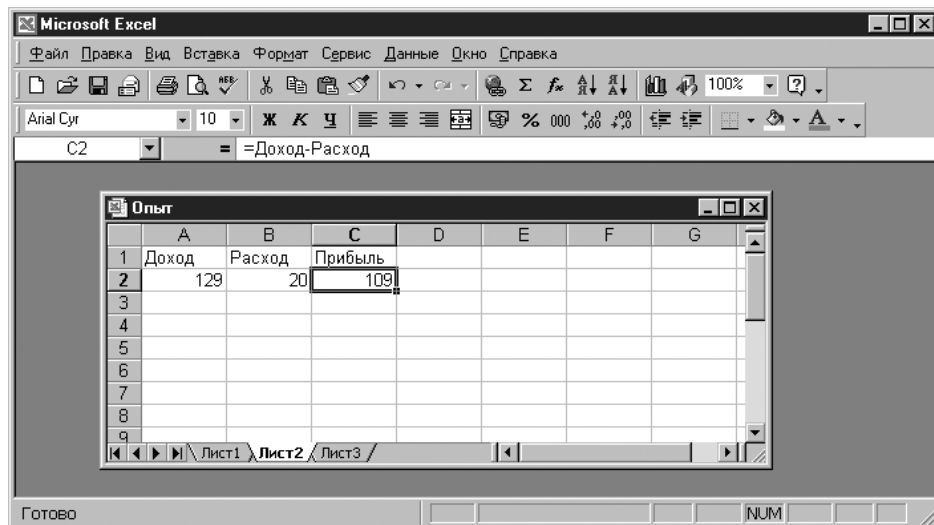 Microsoft Excel
Файл Правка Вид Вставка Формат Сервис Данные Окно Справка
100%
Arial Cyr 10 Ж К Ч % 000
C2 = =Доход-Расход
Опыт
A B C D E F G
1 Доход Расход Прибыль
2 129 20 109
3
4
5
6
7
8
9
Лист1 Лист2 Лист3
Готово NUM